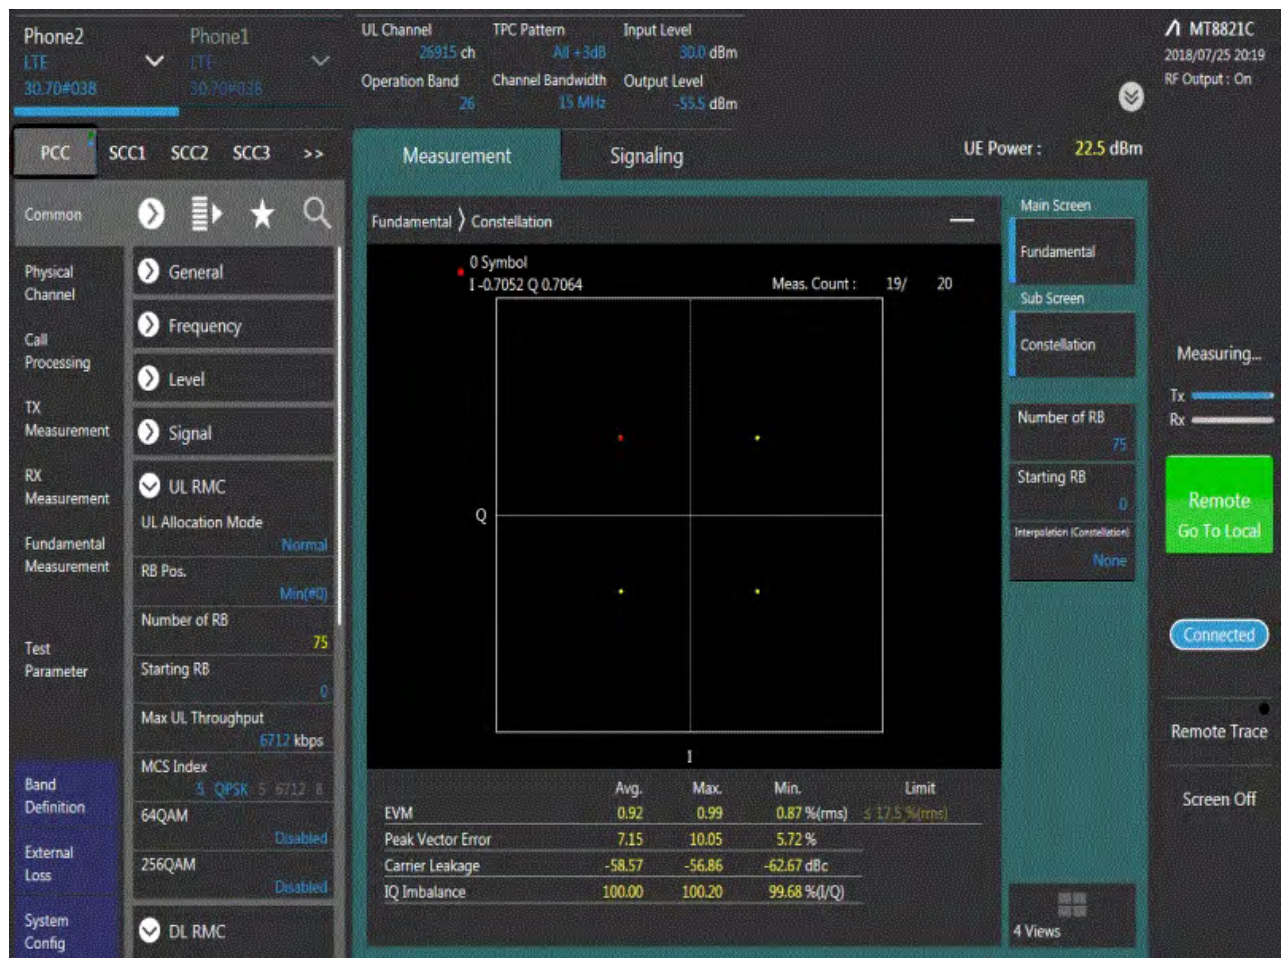 Phone2
LTE
30.70#038
Phone1
LTE
30.70#038
UL Channel
26915 ch
TPC Pattern
All +3dB
Input Level
30.0 dBm
Operation Band
26
Channel Bandwidth
15 MHz
Output Level
-55.5 dBm
MT8821C
2018/07/25 20:19
RF Output : On
PCC SCC1 SCC2 SCC3 >>
Measurement
Signaling
UE Power : 22.5 dBm
Common
Physical
Channel
Call
Processing
TX
Measurement
RX
Measurement
Fundamental
Measurement
Test
Parameter
Band
Definition
External
Loss
System
Config
General
Frequency
Level
Signal
UL RMC
UL Allocation Mode
Normal
RB Pos.
Min(#0)
Number of RB
75
Starting RB
0
Max UL Throughput
6712 kbps
MCS Index
5 QPSK 5 6712 8
64QAM
Disabled
256QAM
Disabled
DL RMC
Fundamental 〉 Constellation
0 Symbol
I -0.7052 Q 0.7064
Meas. Count : 19/ 20
Q
I
Avg. Max. Min. Limit
EVM 0.92 0.99 0.87 %(rms) ≤ 17.5 %(rms)
Peak Vector Error 7.15 10.05 5.72 %
Carrier Leakage -58.57 -56.86 -62.67 dBc
IQ Imbalance 100.00 100.20 99.68 %(I/Q)
Main Screen
Fundamental
Sub Screen
Constellation
Number of RB
75
Starting RB
0
Interpolation (Constellation)
None
4 Views
Measuring...
Tx
Rx
Remote
Go To Local
Connected
Remote Trace
Screen Off